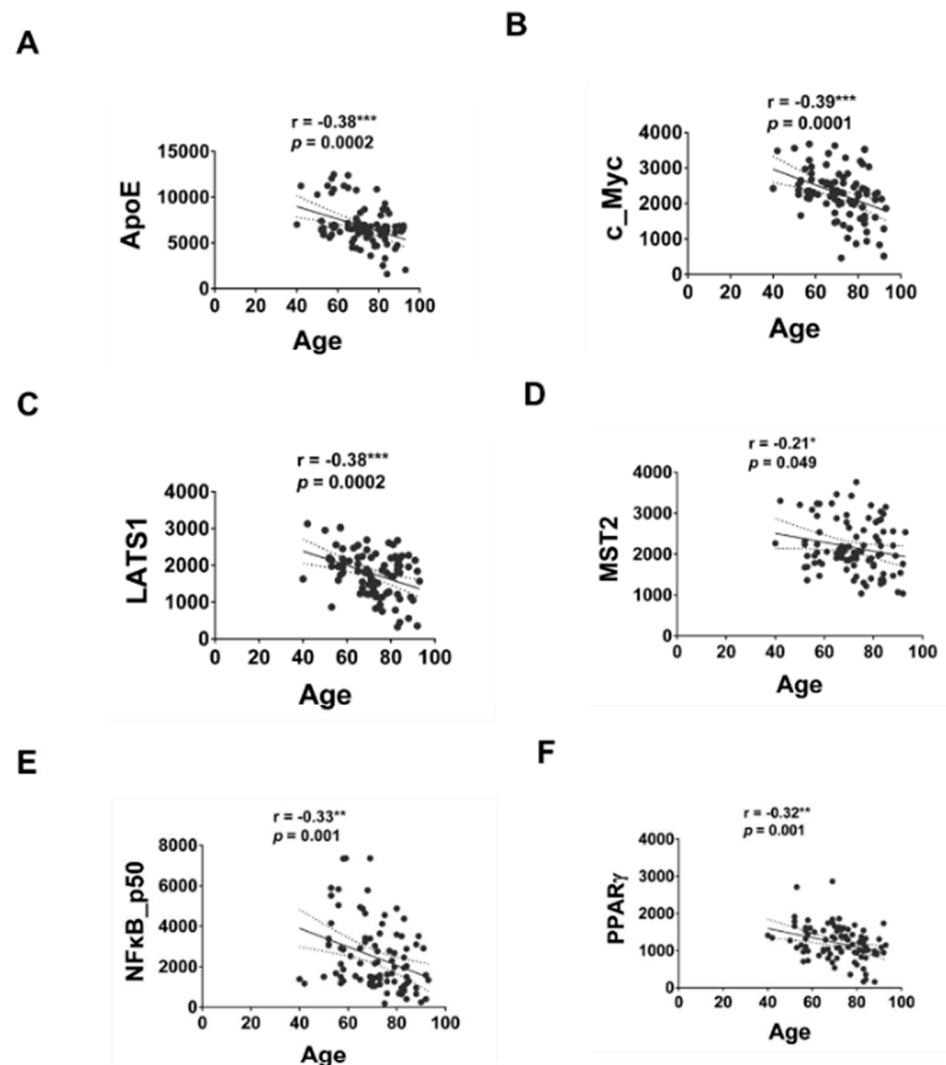 A
r = -0.38***
p = 0.0002
15000
10000
5000
0
ApoE
0 20 40 60 80 100
Age
B
r = -0.39***
p = 0.0001
4000
3000
2000
1000
0
c_Myc
0 20 40 60 80 100
Age
C
r = -0.38***
p = 0.0002
4000
3000
2000
1000
0
LATS1
0 20 40 60 80 100
Age
D
r = -0.21*
p = 0.049
4000
3000
2000
1000
0
MST2
0 20 40 60 80 100
Age
E
r = -0.33**
p = 0.001
8000
6000
4000
2000
0
NFκB_p50
0 20 40 60 80 100
Age
F
r = -0.32**
p = 0.001
4000
3000
2000
1000
0
PPARγ
0 20 40 60 80 100
Age